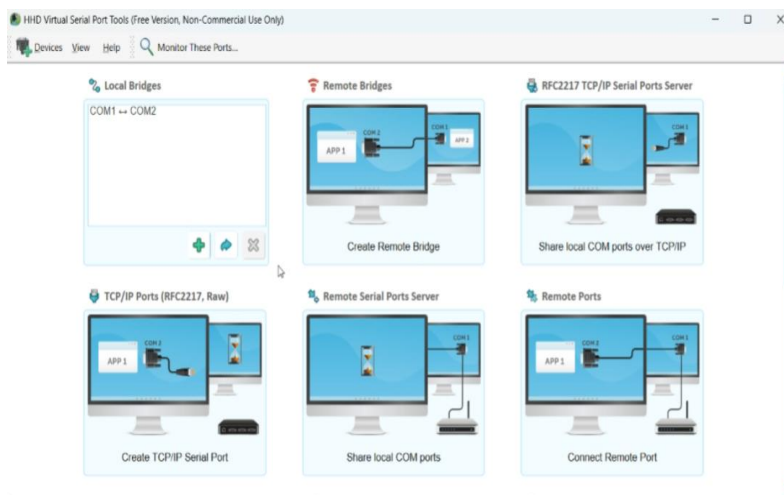 HHD Virtual Serial Port Tools (Free Version, Non-Commercial Use Only)
Devices View Help Monitor These Ports...
Local Bridges
COM1 ↔ COM2
Remote Bridges
APP 1
COM 2
COM 1
APP 2
Create Remote Bridge
RFC2217 TCP/IP Serial Ports Server
COM 1
Share local COM ports over TCP/IP
TCP/IP Ports (RFC2217, Raw)
APP 1
COM 2
Create TCP/IP Serial Port
Remote Serial Ports Server
COM 1
Share local COM ports
Remote Ports
APP 1
COM 2
COM 1
Connect Remote Port